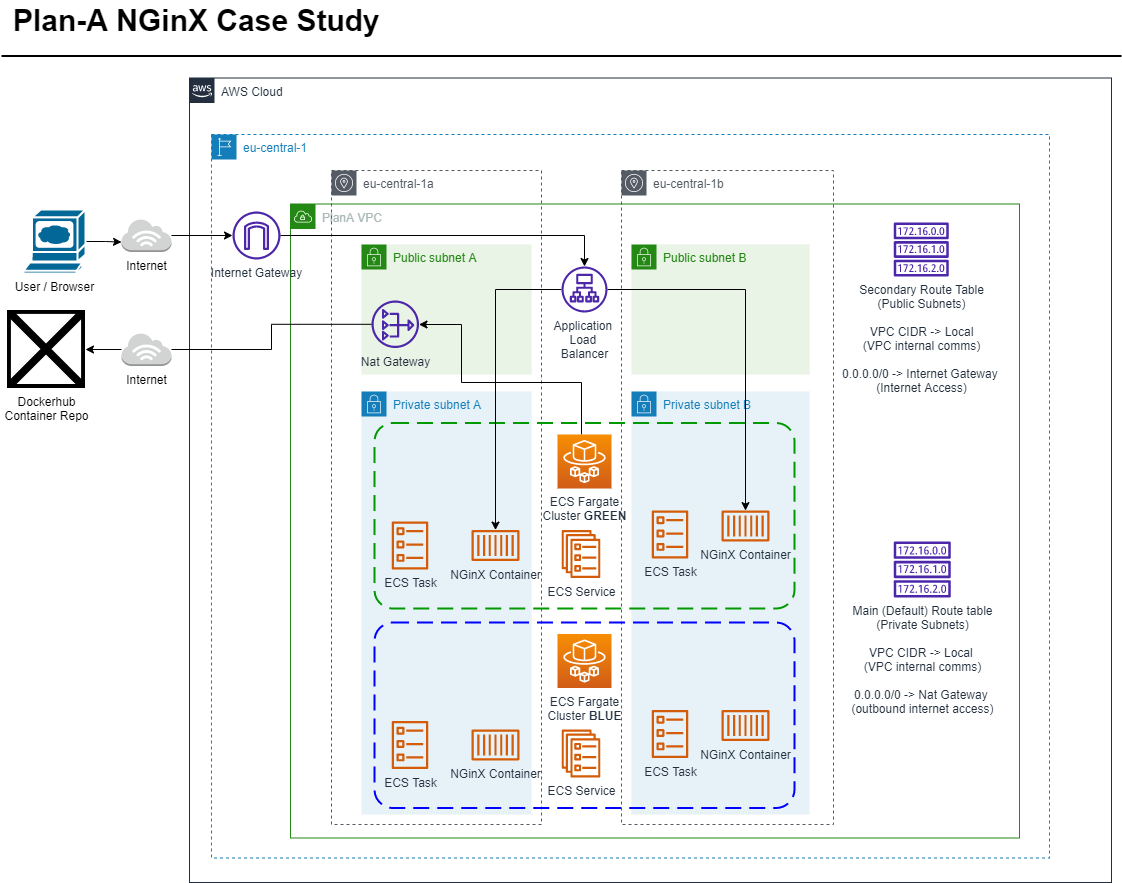 Plan-A NGinX Case Study
aws
AWS Cloud
eu-central-1
eu-central-1a
eu-central-1b
PlanA VPC
User / Browser
Internet
Internet Gateway
Public subnet A
Public subnet B
Application
Load
Balancer
Nat Gateway
Internet
Dockerhub
Container Repo
172.16.0.0
172.16.1.0
172.16.2.0
Secondary Route Table
(Public Subnets)
VPC CIDR -> Local
(VPC internal comms)
0.0.0.0/0 -> Internet Gateway
(Internet Access)
Private subnet A
Private subnet B
ECS Fargate
Cluster GREEN
ECS Task
NGinX Container
ECS Service
ECS Task
NGinX Container
172.16.0.0
172.16.1.0
172.16.2.0
Main (Default) Route table
(Private Subnets)
VPC CIDR -> Local
(VPC internal comms)
0.0.0.0/0 -> Nat Gateway
(outbound internet access)
ECS Fargate
Cluster BLUE
ECS Task
NGinX Container
ECS Service
ECS Task
NGinX Container